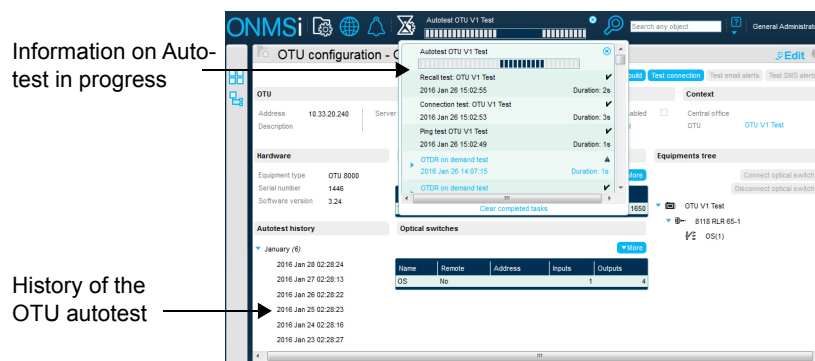 ONMSi
Autotest OTU V1 Test
Search any object
?
General Administrat
Information on Auto-
test in progress
OTU configuration - O
Edit
Autotest OTU V1 Test
Recall test: OTU V1 Test
2016 Jan 26 15:02:55 Duration: 2s
Connection test: OTU V1 Test
2016 Jan 26 15:02:53 Duration: 3s
Ping test OTU V1 Test
2016 Jan 26 15:02:49 Duration: 1s
OTDR on demand test
2016 Jan 26 14:07:15 Duration: 1s
OTDR on demand test
Clear completed tasks
Test connection Test email alerts Test SMS alerts
OTU
Context
Address 10.33.20.240 Server
Central office
Description
OTU OTU V1 Test
Hardware
Equipments tree
Equipment type OTU 8000
More
Connect optical switch
Serial number 1446
Disconnect optical switch
Software version 3.24
1650
OTU V1 Test
8118 RLR 65-1
OS(1)
Autotest history
Optical switches
January (6)
More
2016 Jan 28 02:28:24
2016 Jan 27 02:28:13
2016 Jan 26 02:28:22
2016 Jan 25 02:28:23
2016 Jan 24 02:28:16
2016 Jan 23 02:28:27
Name Remote Address Inputs Outputs
OS No 1 4
History of the
OTU autotest